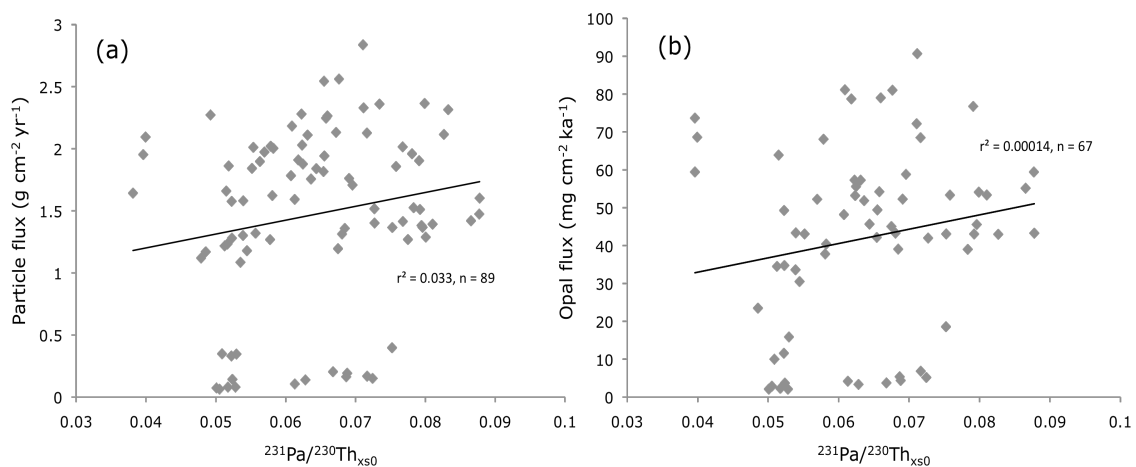 (a)
Particle flux (g cm⁻² yr⁻¹)
3
2.5
2
1.5
1
0.5
0
r² = 0.033, n = 89
0.03 0.04 0.05 0.06 0.07 0.08 0.09 0.1
²³¹Pa/²³⁰Th_xs0
(b)
Opal flux (mg cm⁻² ka⁻¹)
100
90
80
70
60
50
40
30
20
10
0
r² = 0.00014, n = 67
0.03 0.04 0.05 0.06 0.07 0.08 0.09 0.1
²³¹Pa/²³⁰Th_xs0